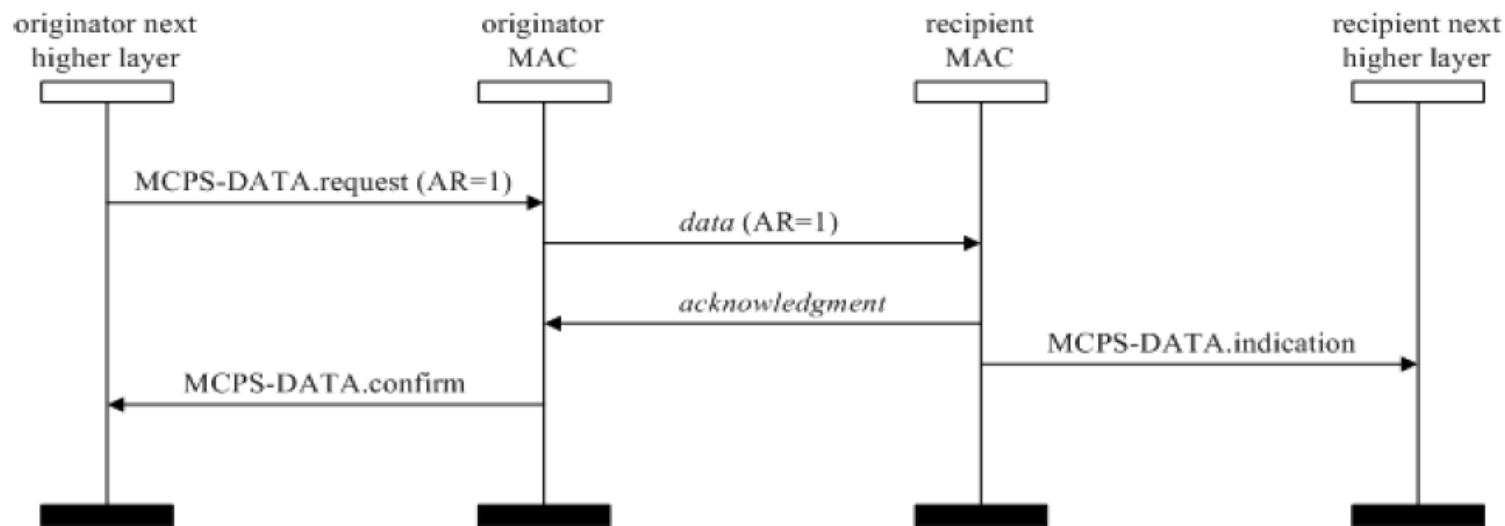 originator next
higher layer
originator
MAC
recipient
MAC
recipient next
higher layer
MCPS-DATA.request (AR=1)
data (AR=1)
acknowledgment
MCPS-DATA.indication
MCPS-DATA.confirm